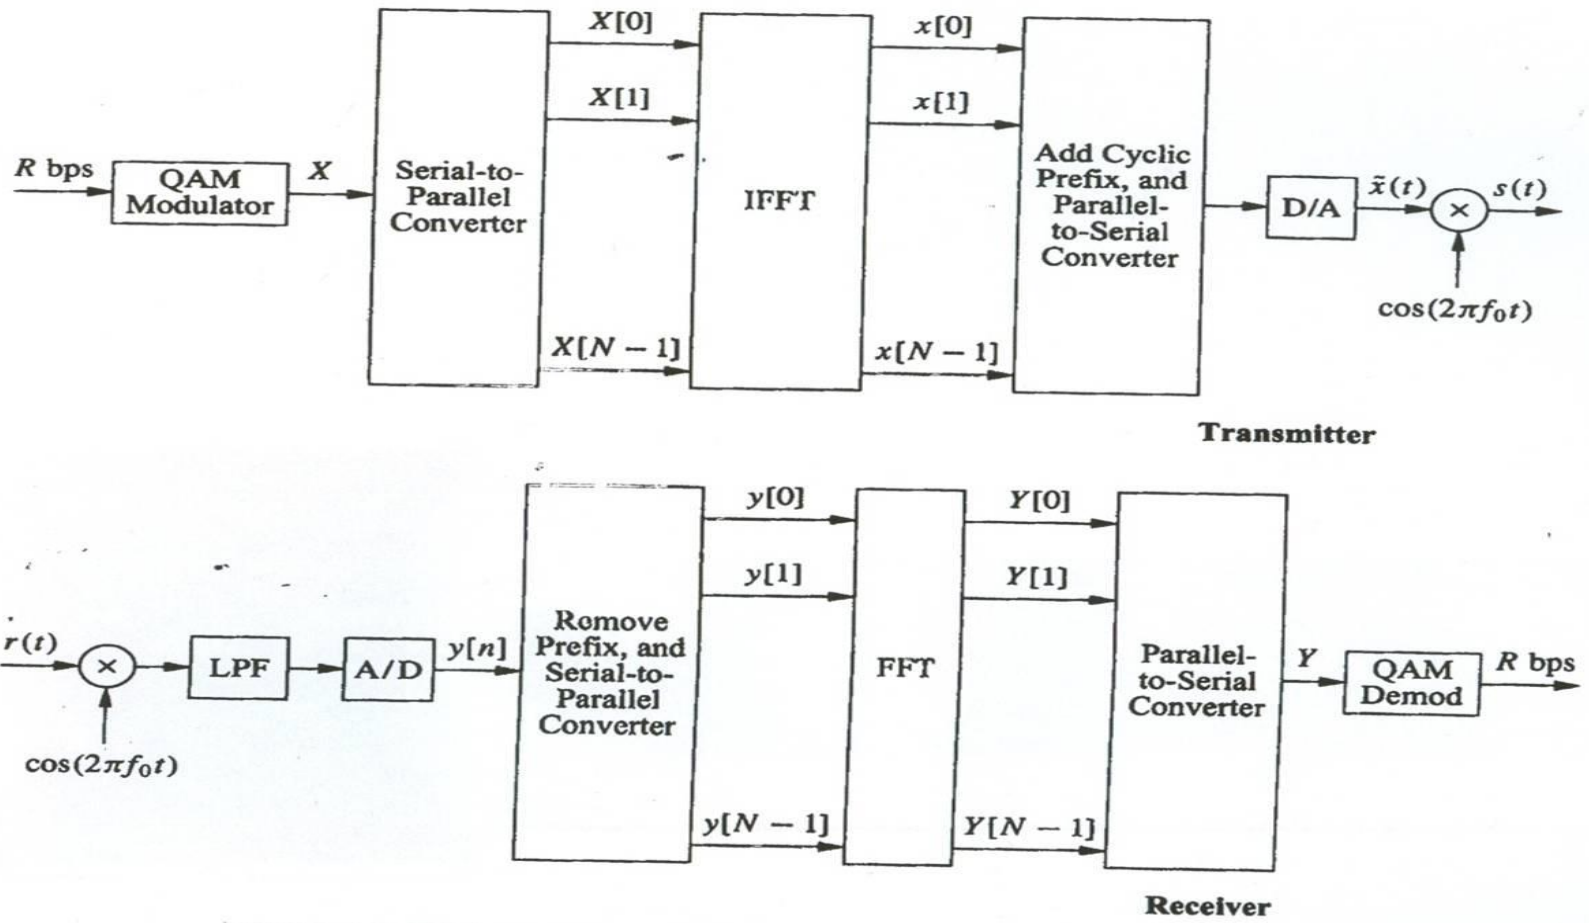 X[0]
x[0]
X[1]
x[1]
R bps
QAM
Modulator
X
Serial-to-
Parallel
Converter
IFFT
Add Cyclic
Prefix, and
Parallel-
to-Serial
Converter
D/A
x̃(t)
×
s(t)
cos(2πf₀t)
X[N − 1]
x[N − 1]
Transmitter
y[0]
Y[0]
y[1]
Y[1]
r(t)
×
LPF
A/D
y[n]
Remove
Prefix, and
Serial-to-
Parallel
Converter
FFT
Parallel-
to-Serial
Converter
Y
QAM
Demod
R bps
cos(2πf₀t)
y[N − 1]
Y[N − 1]
Receiver